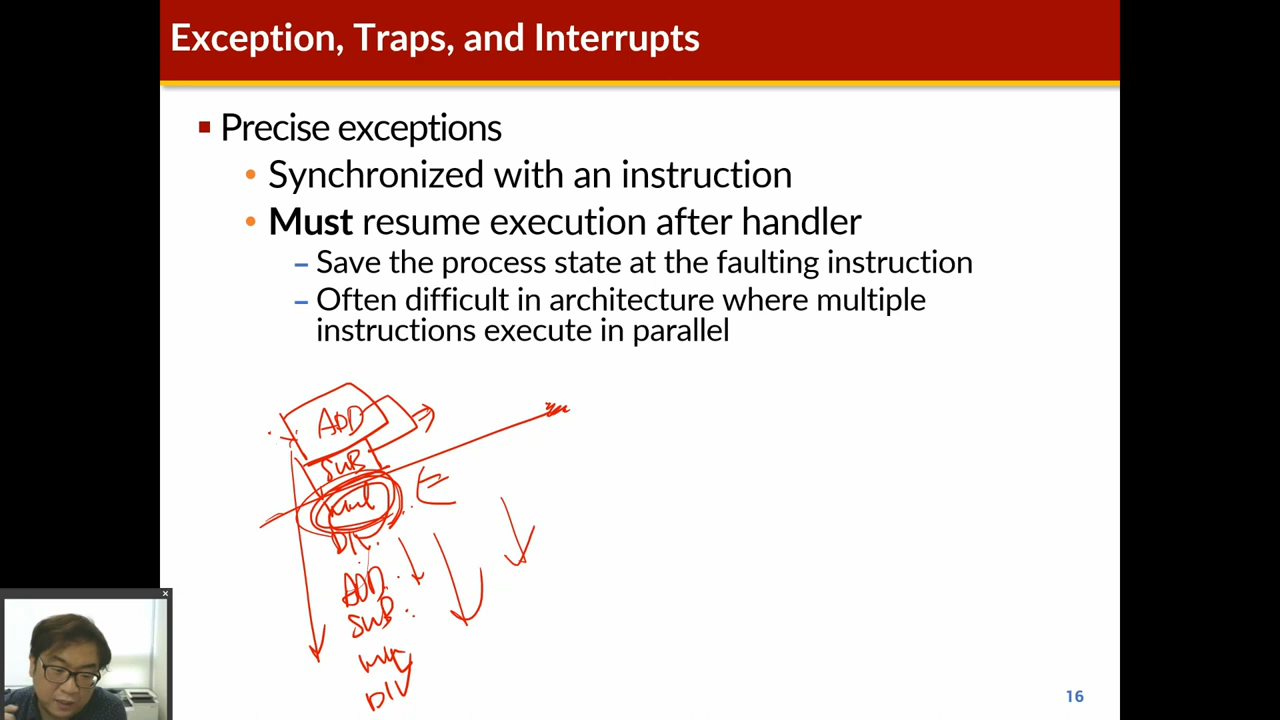 Exception, Traps, and Interrupts
Precise exceptions
Synchronized with an instruction
Must resume execution after handler
– Save the process state at the faulting instruction
– Often difficult in architecture where multiple
instructions execute in parallel
ADD
SUB
Mul
DIV
ADD
SUB
DIV
16